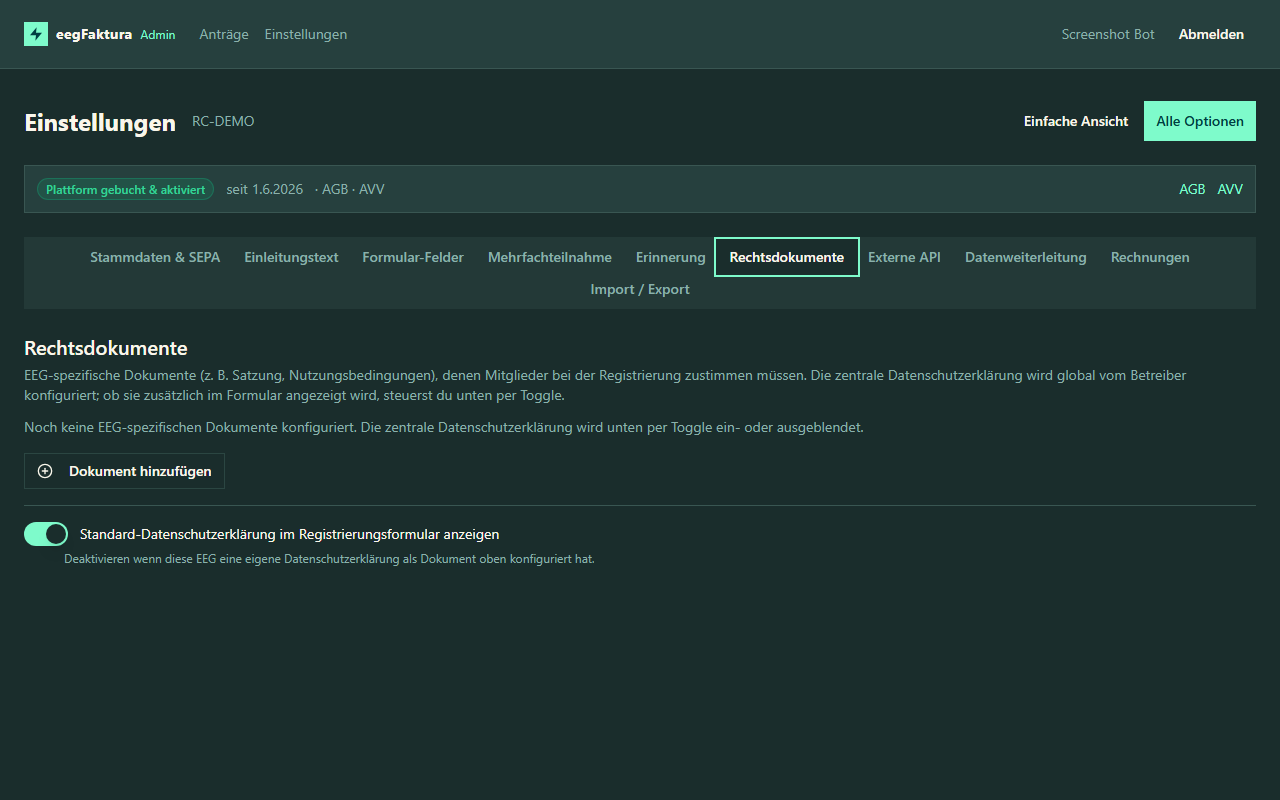 eegFaktura Admin Anträge Einstellungen Screenshot Bot Abmelden
Einstellungen RC-DEMO Einfache Ansicht Alle Optionen
Plattform gebucht & aktiviert seit 1.6.2026 · AGB · AVV AGB AVV
Stammdaten & SEPA Einleitungstext Formular-Felder Mehrfachteilnahme Erinnerung Rechtsdokumente Externe API Datenweiterleitung Rechnungen
Import / Export
Rechtsdokumente
EEG-spezifische Dokumente (z. B. Satzung, Nutzungsbedingungen), denen Mitglieder bei der Registrierung zustimmen müssen. Die zentrale Datenschutzerklärung wird global vom Betreiber
konfiguriert; ob sie zusätzlich im Formular angezeigt wird, steuerst du unten per Toggle.
Noch keine EEG-spezifischen Dokumente konfiguriert. Die zentrale Datenschutzerklärung wird unten per Toggle ein- oder ausgeblendet.
Dokument hinzufügen
Standard-Datenschutzerklärung im Registrierungsformular anzeigen
Deaktivieren wenn diese EEG eine eigene Datenschutzerklärung als Dokument oben konfiguriert hat.